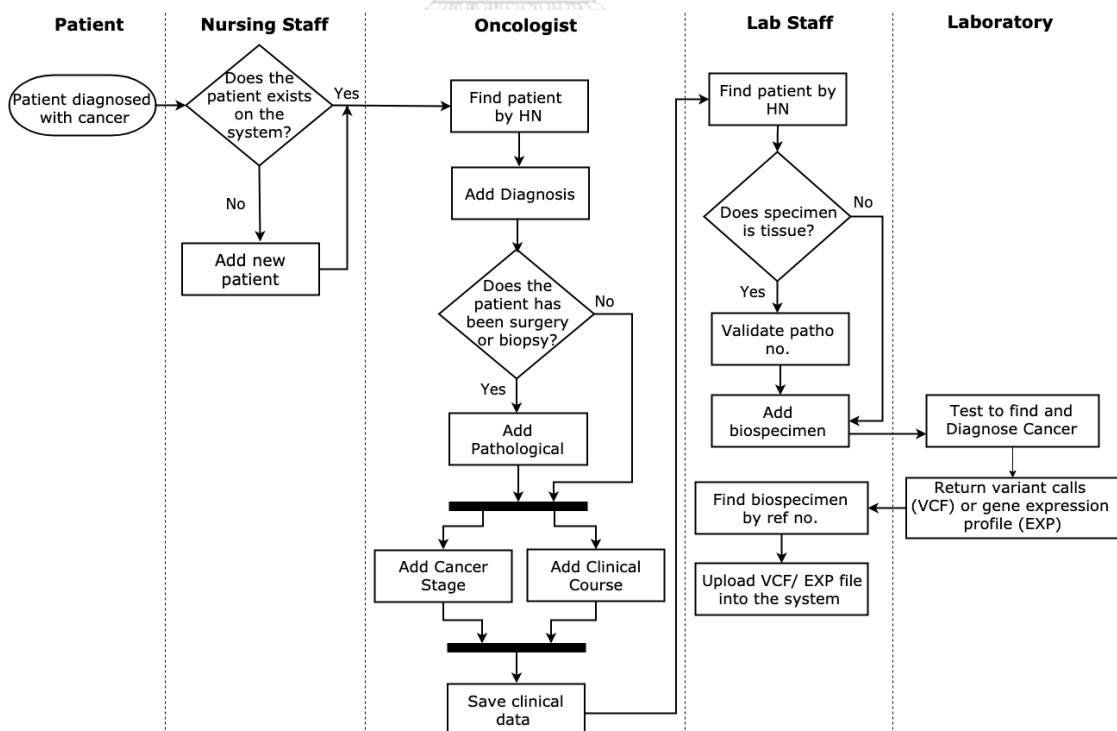 Patient
Nursing Staff
Oncologist
Lab Staff
Laboratory
Patient diagnosed
with cancer
Does the
patient exists
on the
system?
Yes
No
Add new
patient
Find patient
by HN
Add Diagnosis
Does the
patient has
been surgery
or biopsy?
No
Yes
Add
Pathological
Add Cancer
Stage
Add Clinical
Course
Save clinical
data
Find patient by
HN
Does specimen
is tissue?
No
Yes
Validate patho
no.
Add
biospecimen
Test to find and
Diagnose Cancer
Return variant calls
(VCF) or gene expression
profile (EXP)
Find biospecimen
by ref no.
Upload VCF/ EXP file
into the system